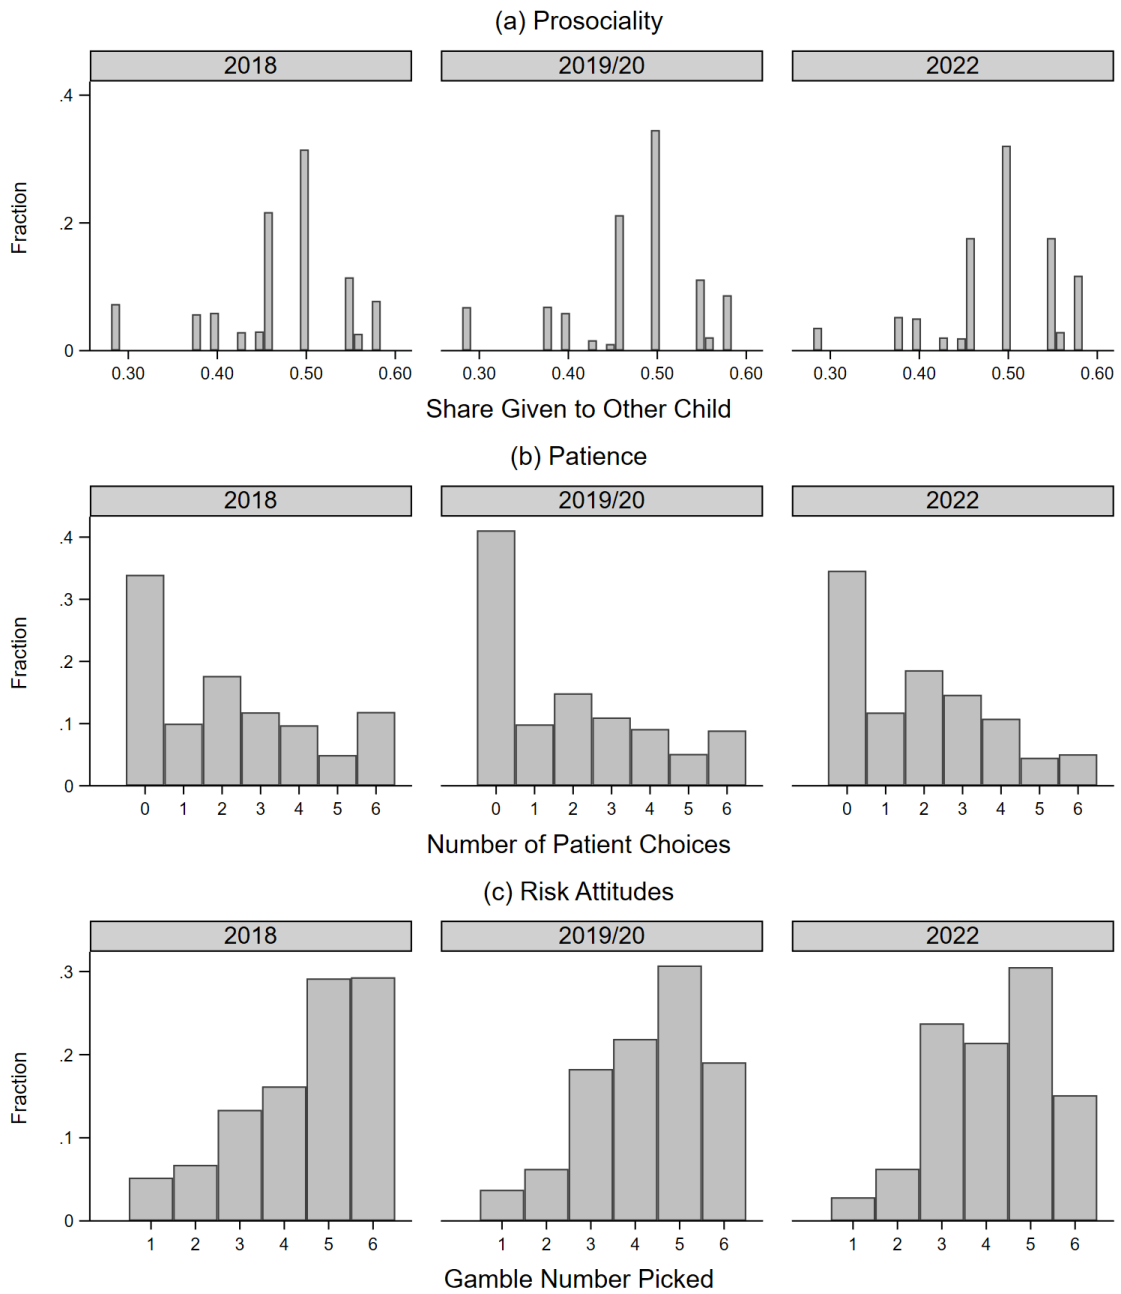 (a) Prosociality
2018 2019/20 2022
.4
.2
0
Fraction
0.30 0.40 0.50 0.60 0.30 0.40 0.50 0.60 0.30 0.40 0.50 0.60
Share Given to Other Child
(b) Patience
2018 2019/20 2022
.4
.3
.2
.1
0
Fraction
0 1 2 3 4 5 6 0 1 2 3 4 5 6 0 1 2 3 4 5 6
Number of Patient Choices
(c) Risk Attitudes
2018 2019/20 2022
.3
.2
.1
0
Fraction
1 2 3 4 5 6 1 2 3 4 5 6 1 2 3 4 5 6
Gamble Number Picked